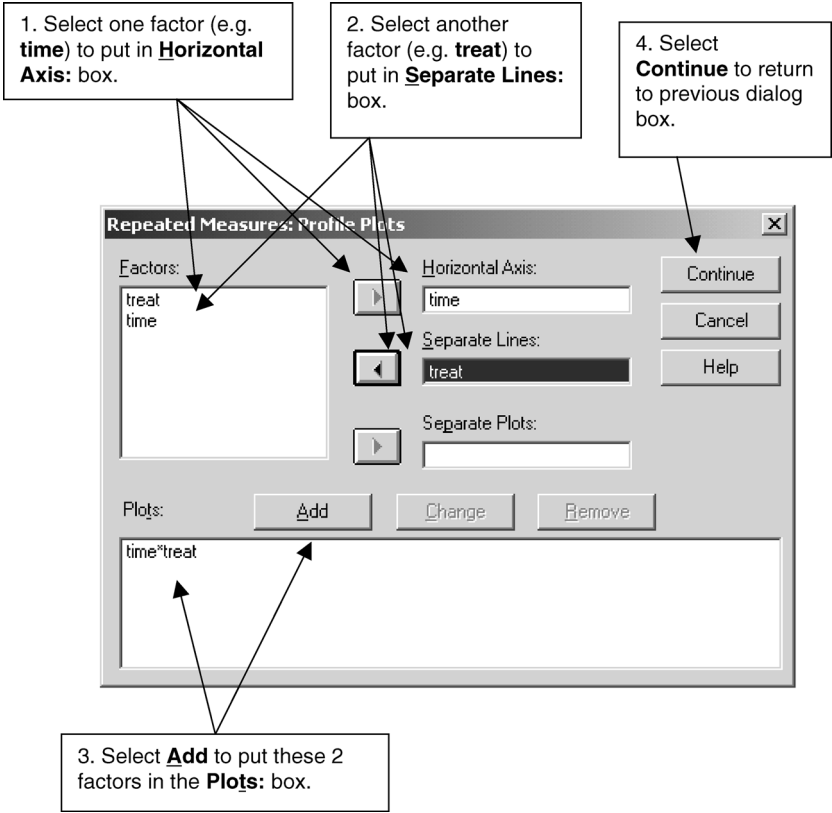 1. Select one factor (e.g.
time) to put in Horizontal
Axis: box.
2. Select another
factor (e.g. treat) to
put in Separate Lines:
box.
4. Select
Continue to return
to previous dialog
box.
Repeated Measures: Profile Plots
Factors:
treat
time
Horizontal Axis:
time
Separate Lines:
treat
Separate Plots:
Continue
Cancel
Help
Plots:
Add
Change
Remove
time*treat
3. Select Add to put these 2
factors in the Plots: box.